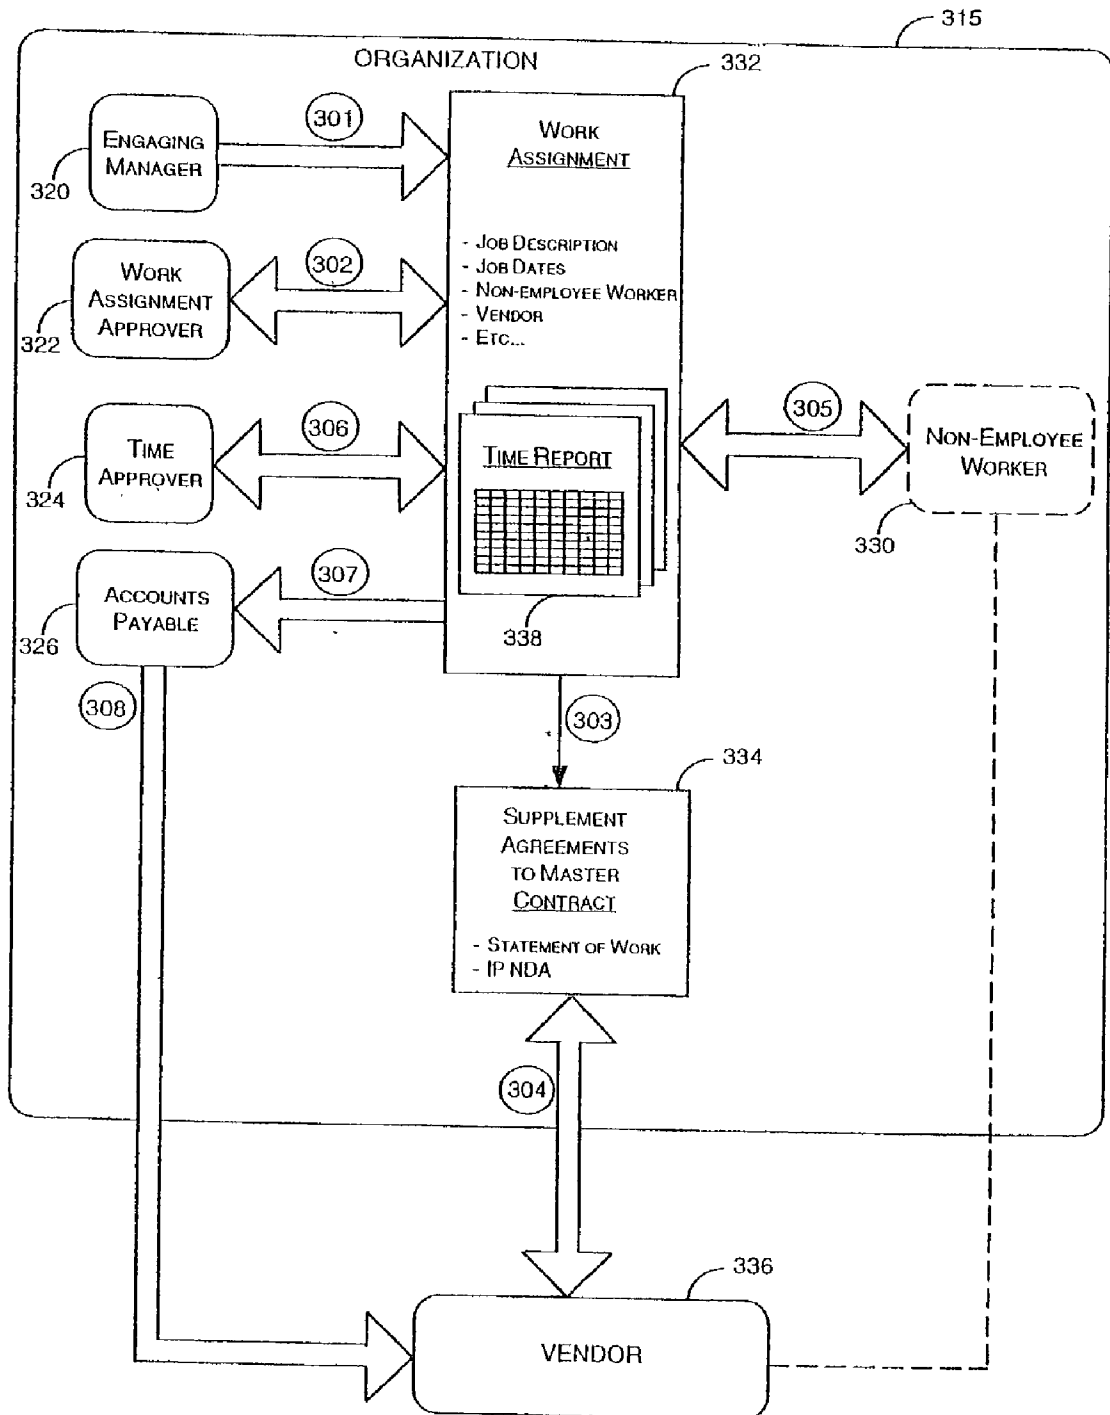 315
ORGANIZATION
332
301
ENGAGING
MANAGER
320
WORK
ASSIGNMENT
- JOB DESCRIPTION
- JOB DATES
- NON-EMPLOYEE WORKER
- VENDOR
- ETC...
302
WORK
ASSIGNMENT
APPROVER
322
306
TIME
APPROVER
324
TIME REPORT
338
305
NON-EMPLOYEE
WORKER
330
307
ACCOUNTS
PAYABLE
326
308
303
334
SUPPLEMENT
AGREEMENTS
TO MASTER
CONTRACT
- STATEMENT OF WORK
- IP NDA
304
336
VENDOR